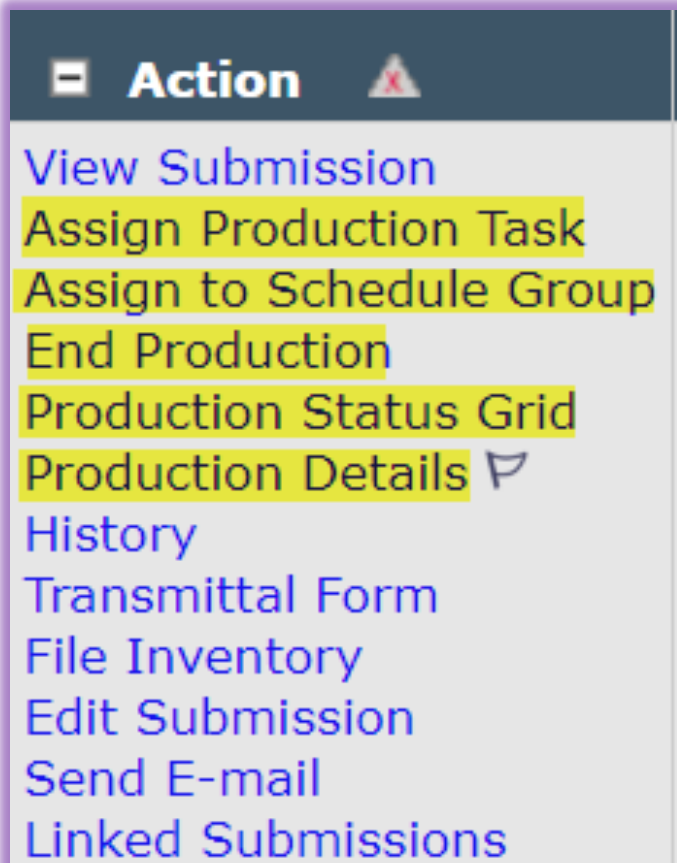 Action
View Submission
Assign Production Task
Assign to Schedule Group
End Production
Production Status Grid
Production Details
History
Transmittal Form
File Inventory
Edit Submission
Send E-mail
Linked Submissions